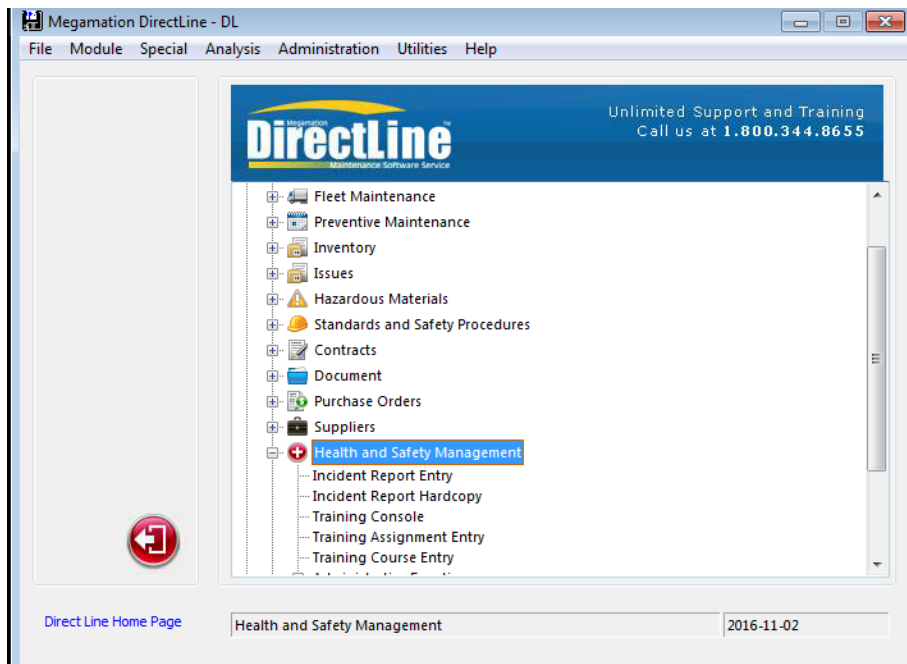 Megamation DirectLine - DL
File Module Special Analysis Administration Utilities Help
Megamation
DirectLine™
Maintenance Software Service
Unlimited Support and Training
Call us at 1.800.344.8655
Fleet Maintenance
Preventive Maintenance
Inventory
Issues
Hazardous Materials
Standards and Safety Procedures
Contracts
Document
Purchase Orders
Suppliers
Health and Safety Management
Incident Report Entry
Incident Report Hardcopy
Training Console
Training Assignment Entry
Training Course Entry
Direct Line Home Page
Health and Safety Management
2016-11-02